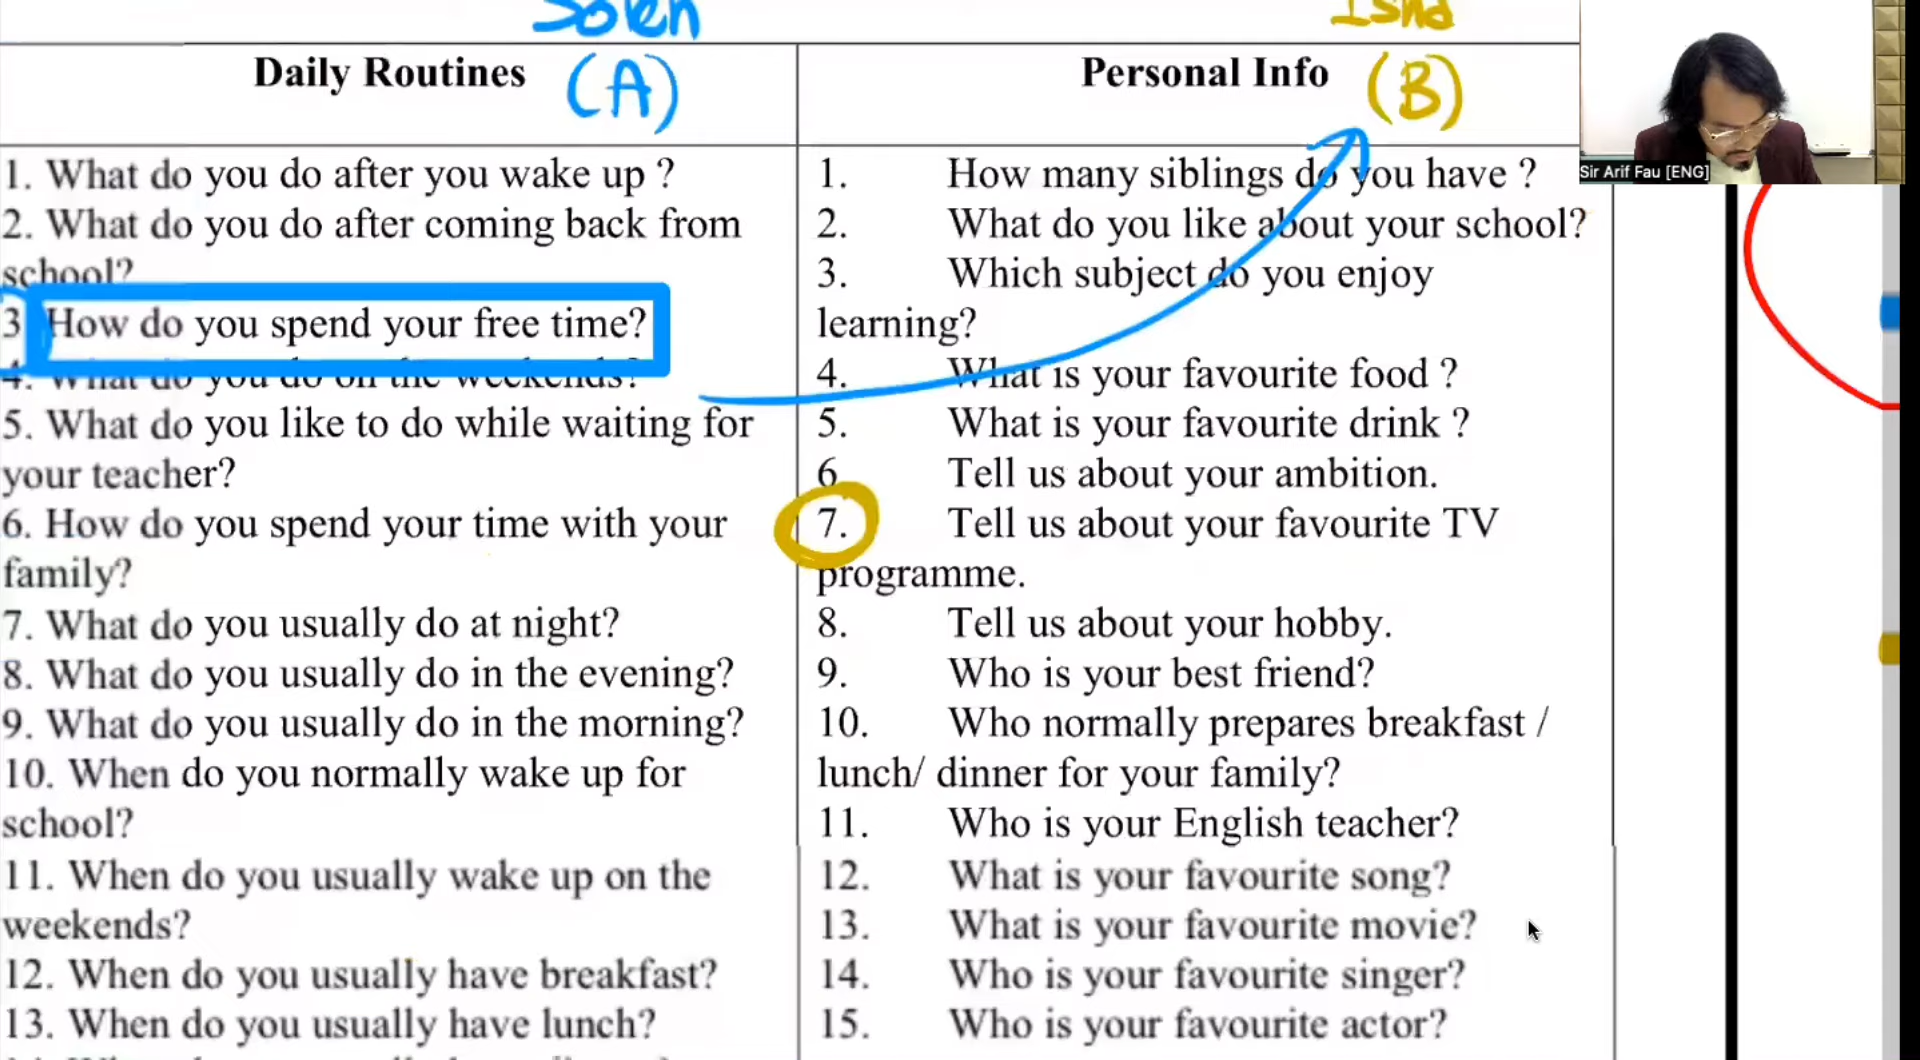 Soleh
Isha
Daily Routines (A)
Personal Info (B)
Sir Arif Fau [ENG]
1. What do you do after you wake up ?
2. What do you do after coming back from
school?
3 How do you spend your free time?
4. What do you do on the weekends?
5. What do you like to do while waiting for
your teacher?
6. How do you spend your time with your
family?
7. What do you usually do at night?
8. What do you usually do in the evening?
9. What do you usually do in the morning?
10. When do you normally wake up for
school?
11. When do you usually wake up on the
weekends?
12. When do you usually have breakfast?
13. When do you usually have lunch?
1. How many siblings do you have ?
2. What do you like about your school?
3. Which subject do you enjoy
learning?
4. What is your favourite food ?
5. What is your favourite drink ?
6 Tell us about your ambition.
7. Tell us about your favourite TV
programme.
8. Tell us about your hobby.
9. Who is your best friend?
10. Who normally prepares breakfast /
lunch/ dinner for your family?
11. Who is your English teacher?
12. What is your favourite song?
13. What is your favourite movie?
14. Who is your favourite singer?
15. Who is your favourite actor?